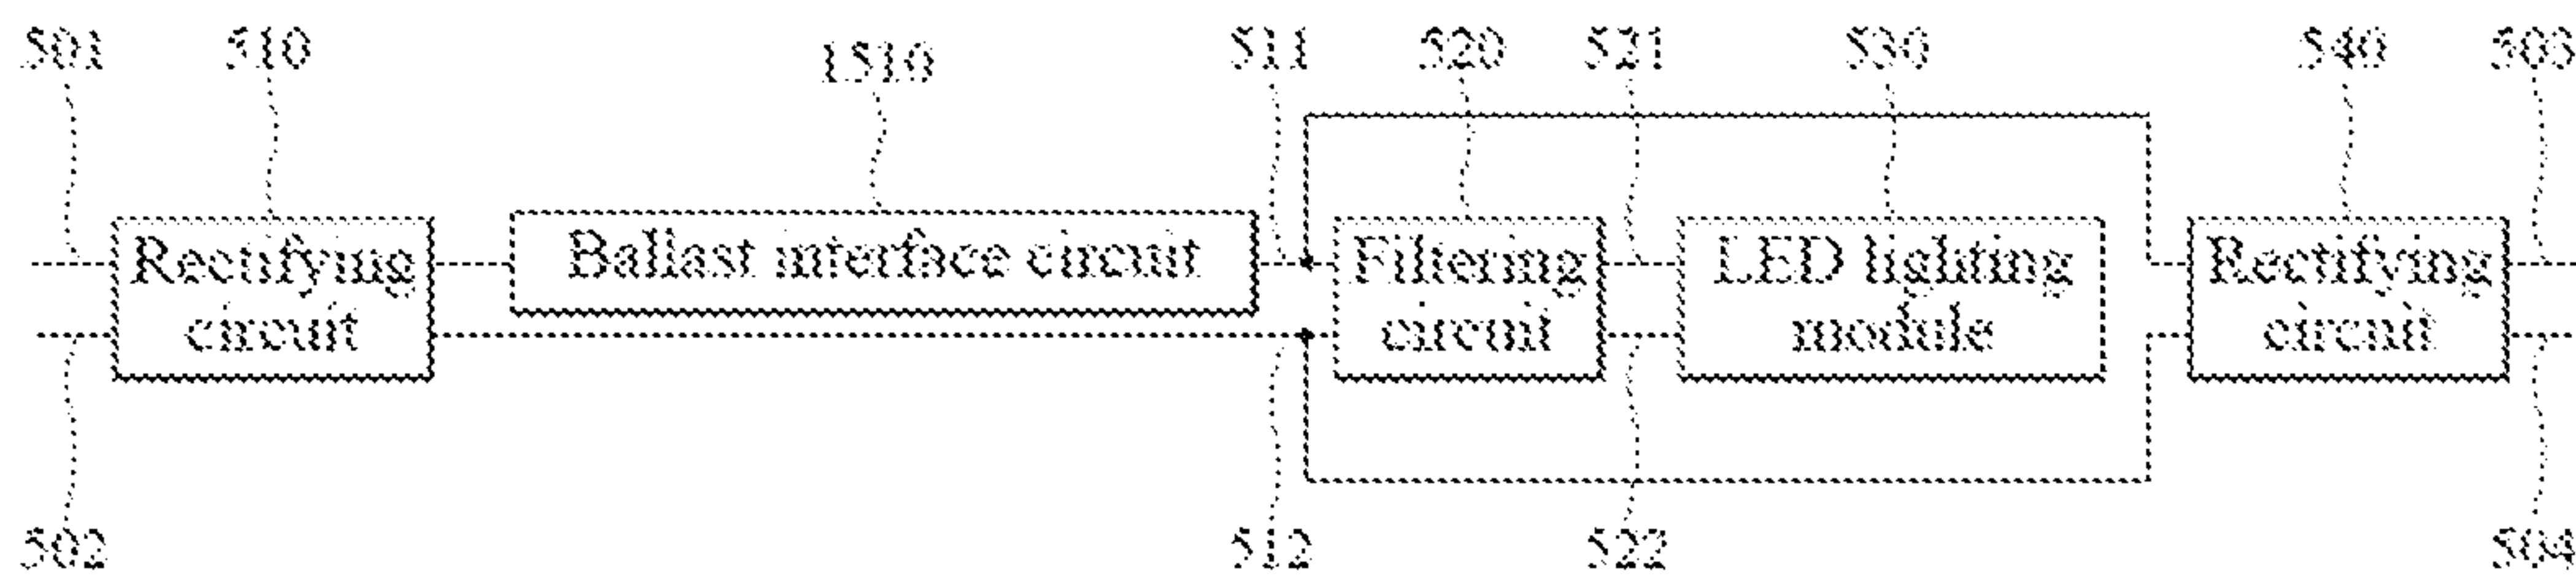 501 510 1510 511 520 521 530 540 503
Rectifying
circuit
Ballast interface circuit
Filtering
circuit
LED lighting
module
Rectifying
circuit
502 512 522 504